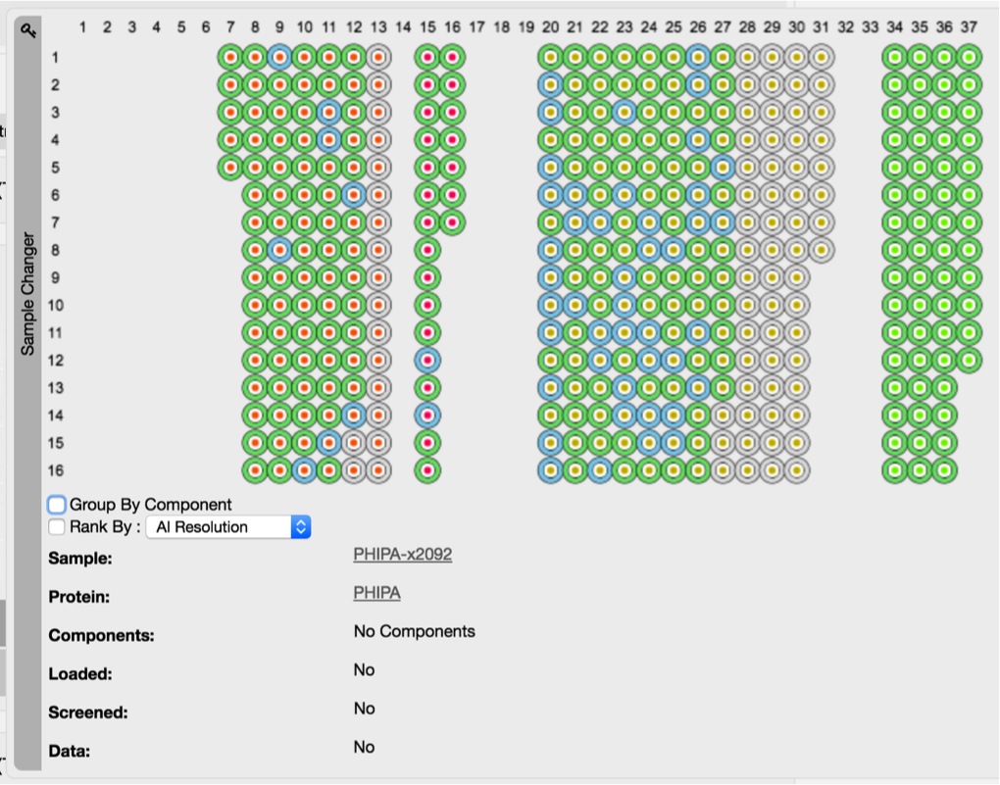 1 2 3 4 5 6 7 8 9 10 11 12 13 14 15 16 17 18 19 20 21 22 23 24 25 26 27 28 29 30 31 32 33 34 35 36 37
1
2
3
4
5
6
7
8
9
10
11
12
13
14
15
16
Sample Changer
Group By Component
Rank By : AI Resolution
Sample: PHIPA-x2092
Protein: PHIPA
Components: No Components
Loaded: No
Screened: No
Data: No